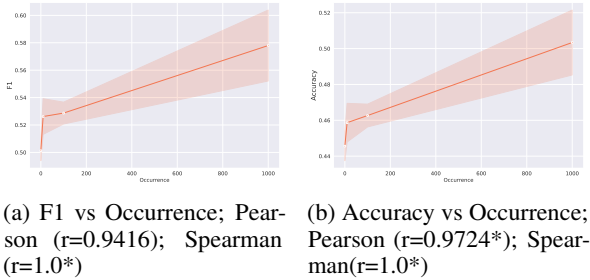 0.60
0.58
0.56
0.54
0.52
0.50
F1
0 200 400 600 800 1000
Occurrence
0.52
0.50
0.48
0.46
0.44
Accuracy
0 200 400 600 800 1000
Occurrence
(a) F1 vs Occurrence; Pear-
son (r=0.9416); Spearman
(r=1.0*)
(b) Accuracy vs Occurrence;
Pearson (r=0.9724*); Spear-
man(r=1.0*)